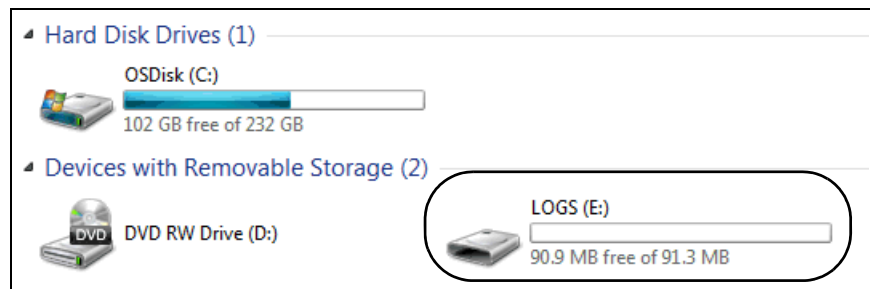 Hard Disk Drives (1)
OSDisk (C:)
102 GB free of 232 GB
Devices with Removable Storage (2)
DVD
DVD RW Drive (D:)
LOGS (E:)
90.9 MB free of 91.3 MB